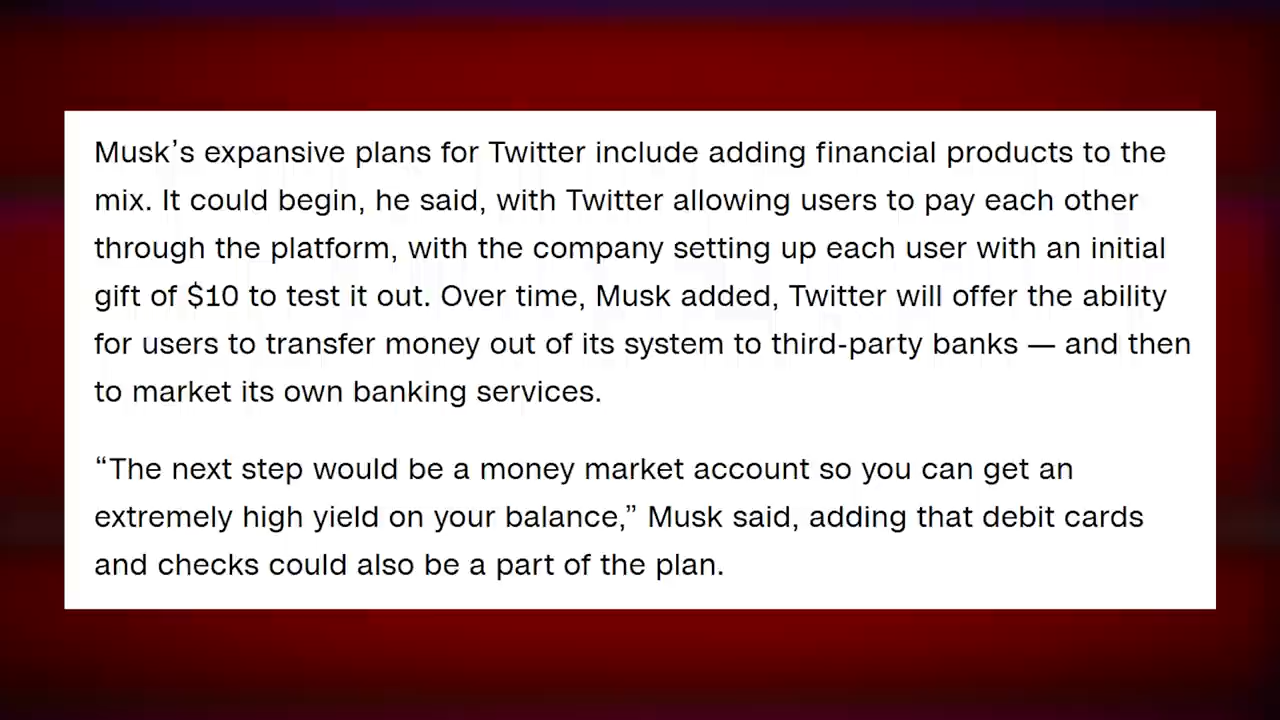 Musk’s expansive plans for Twitter include adding financial products to the
mix. It could begin, he said, with Twitter allowing users to pay each other
through the platform, with the company setting up each user with an initial
gift of $10 to test it out. Over time, Musk added, Twitter will offer the ability
for users to transfer money out of its system to third-party banks — and then
to market its own banking services.
“The next step would be a money market account so you can get an
extremely high yield on your balance,” Musk said, adding that debit cards
and checks could also be a part of the plan.